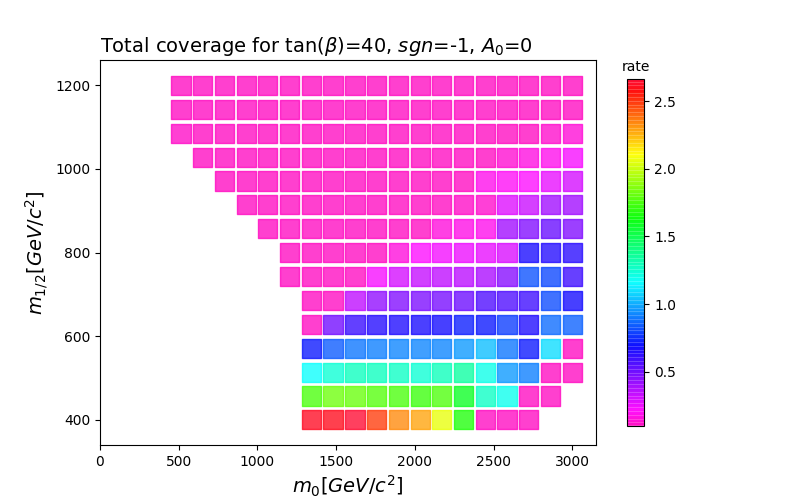 Total coverage for tan(β)=40, sgn=-1, A₀=0
rate
1200
1000
800
600
400
m₁/₂[GeV/c²]
0 500 1000 1500 2000 2500 3000
m₀[GeV/c²]
2.5
2.0
1.5
1.0
0.5